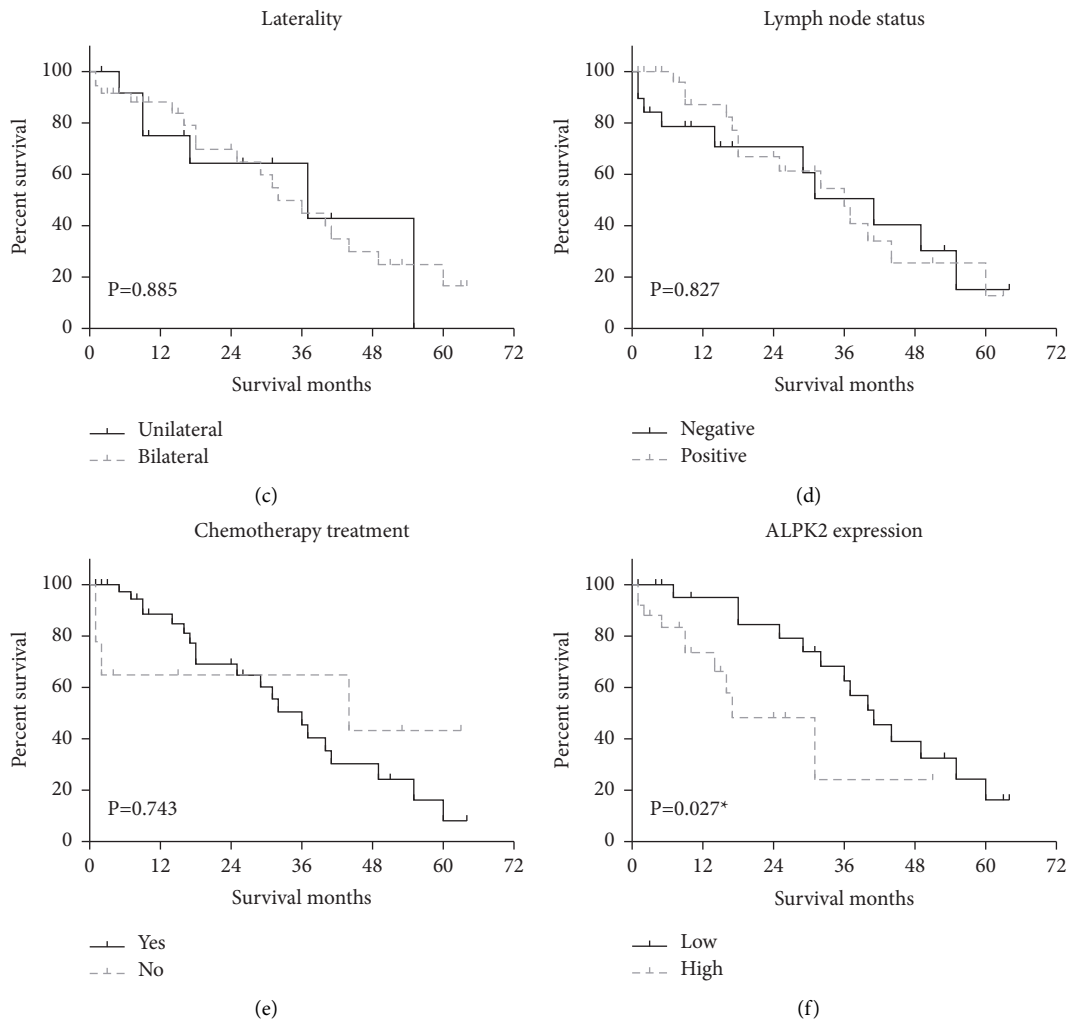 Laterality
100
80
60
40
20
0
Percent survival
P=0.885
0 12 24 36 48 60 72
Survival months
Unilateral
Bilateral
(c)
Lymph node status
100
80
60
40
20
0
Percent survival
P=0.827
0 12 24 36 48 60 72
Survival months
Negative
Positive
(d)
Chemotherapy treatment
100
80
60
40
20
0
Percent survival
P=0.743
0 12 24 36 48 60 72
Survival months
Yes
No
(e)
ALPK2 expression
100
80
60
40
20
0
Percent survival
P=0.027*
0 12 24 36 48 60 72
Survival months
Low
High
(f)